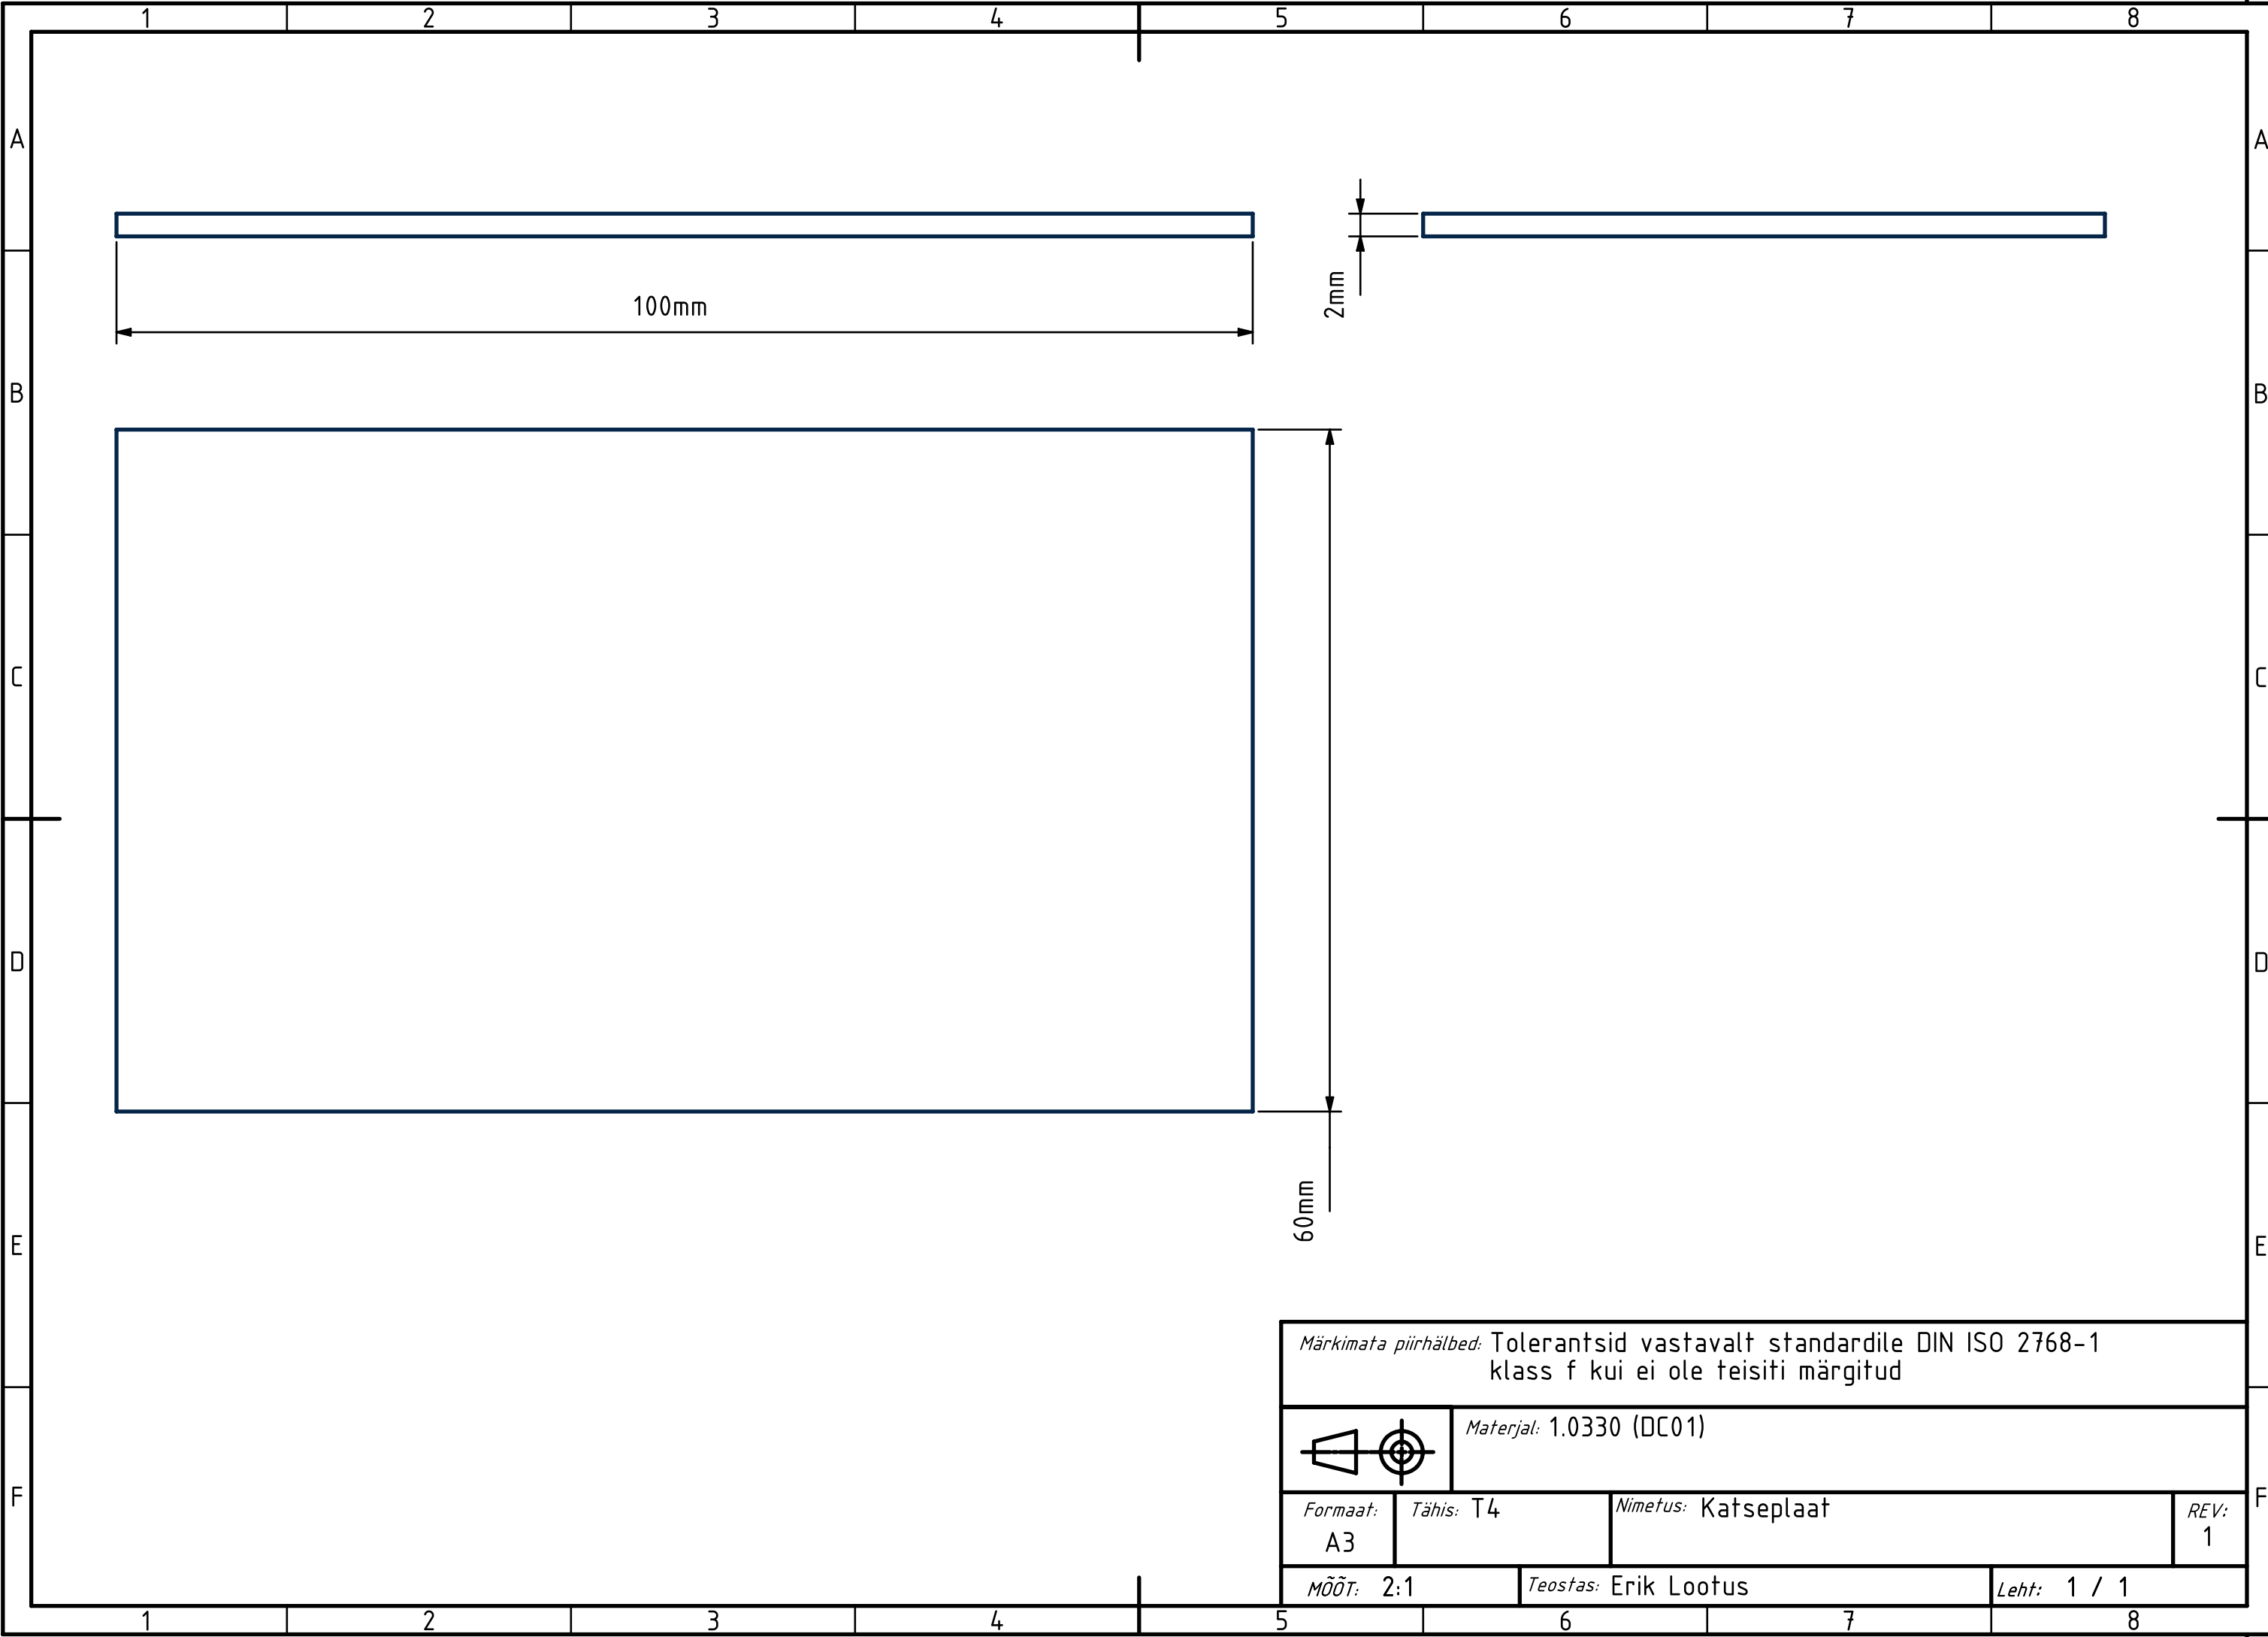 1 2 3 4 5 6 7 8
A A
100mm
2mm
B B
C C
D D
60mm
E E
Märkimata piirhälbed: Tolerantsid vastavalt standardile DIN ISO 2768-1
klass f kui ei ole teisiti märgitud
Materjal: 1.0330 (DC01)
F F
Formaat: A3
Tähis: T4
Nimetus: Katseplaat
REV: 1
MÕÕT: 2:1
Teostas: Erik Lootus
Leht: 1 / 1
1 2 3 4 5 6 7 8